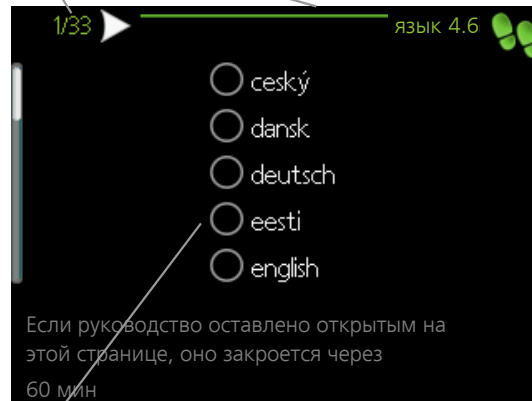 1/33
язык 4.6
ceský
dansk
deutsch
eesti
english
Если руководство оставлено открытым на
этой странице, оно закроется через
60 мин